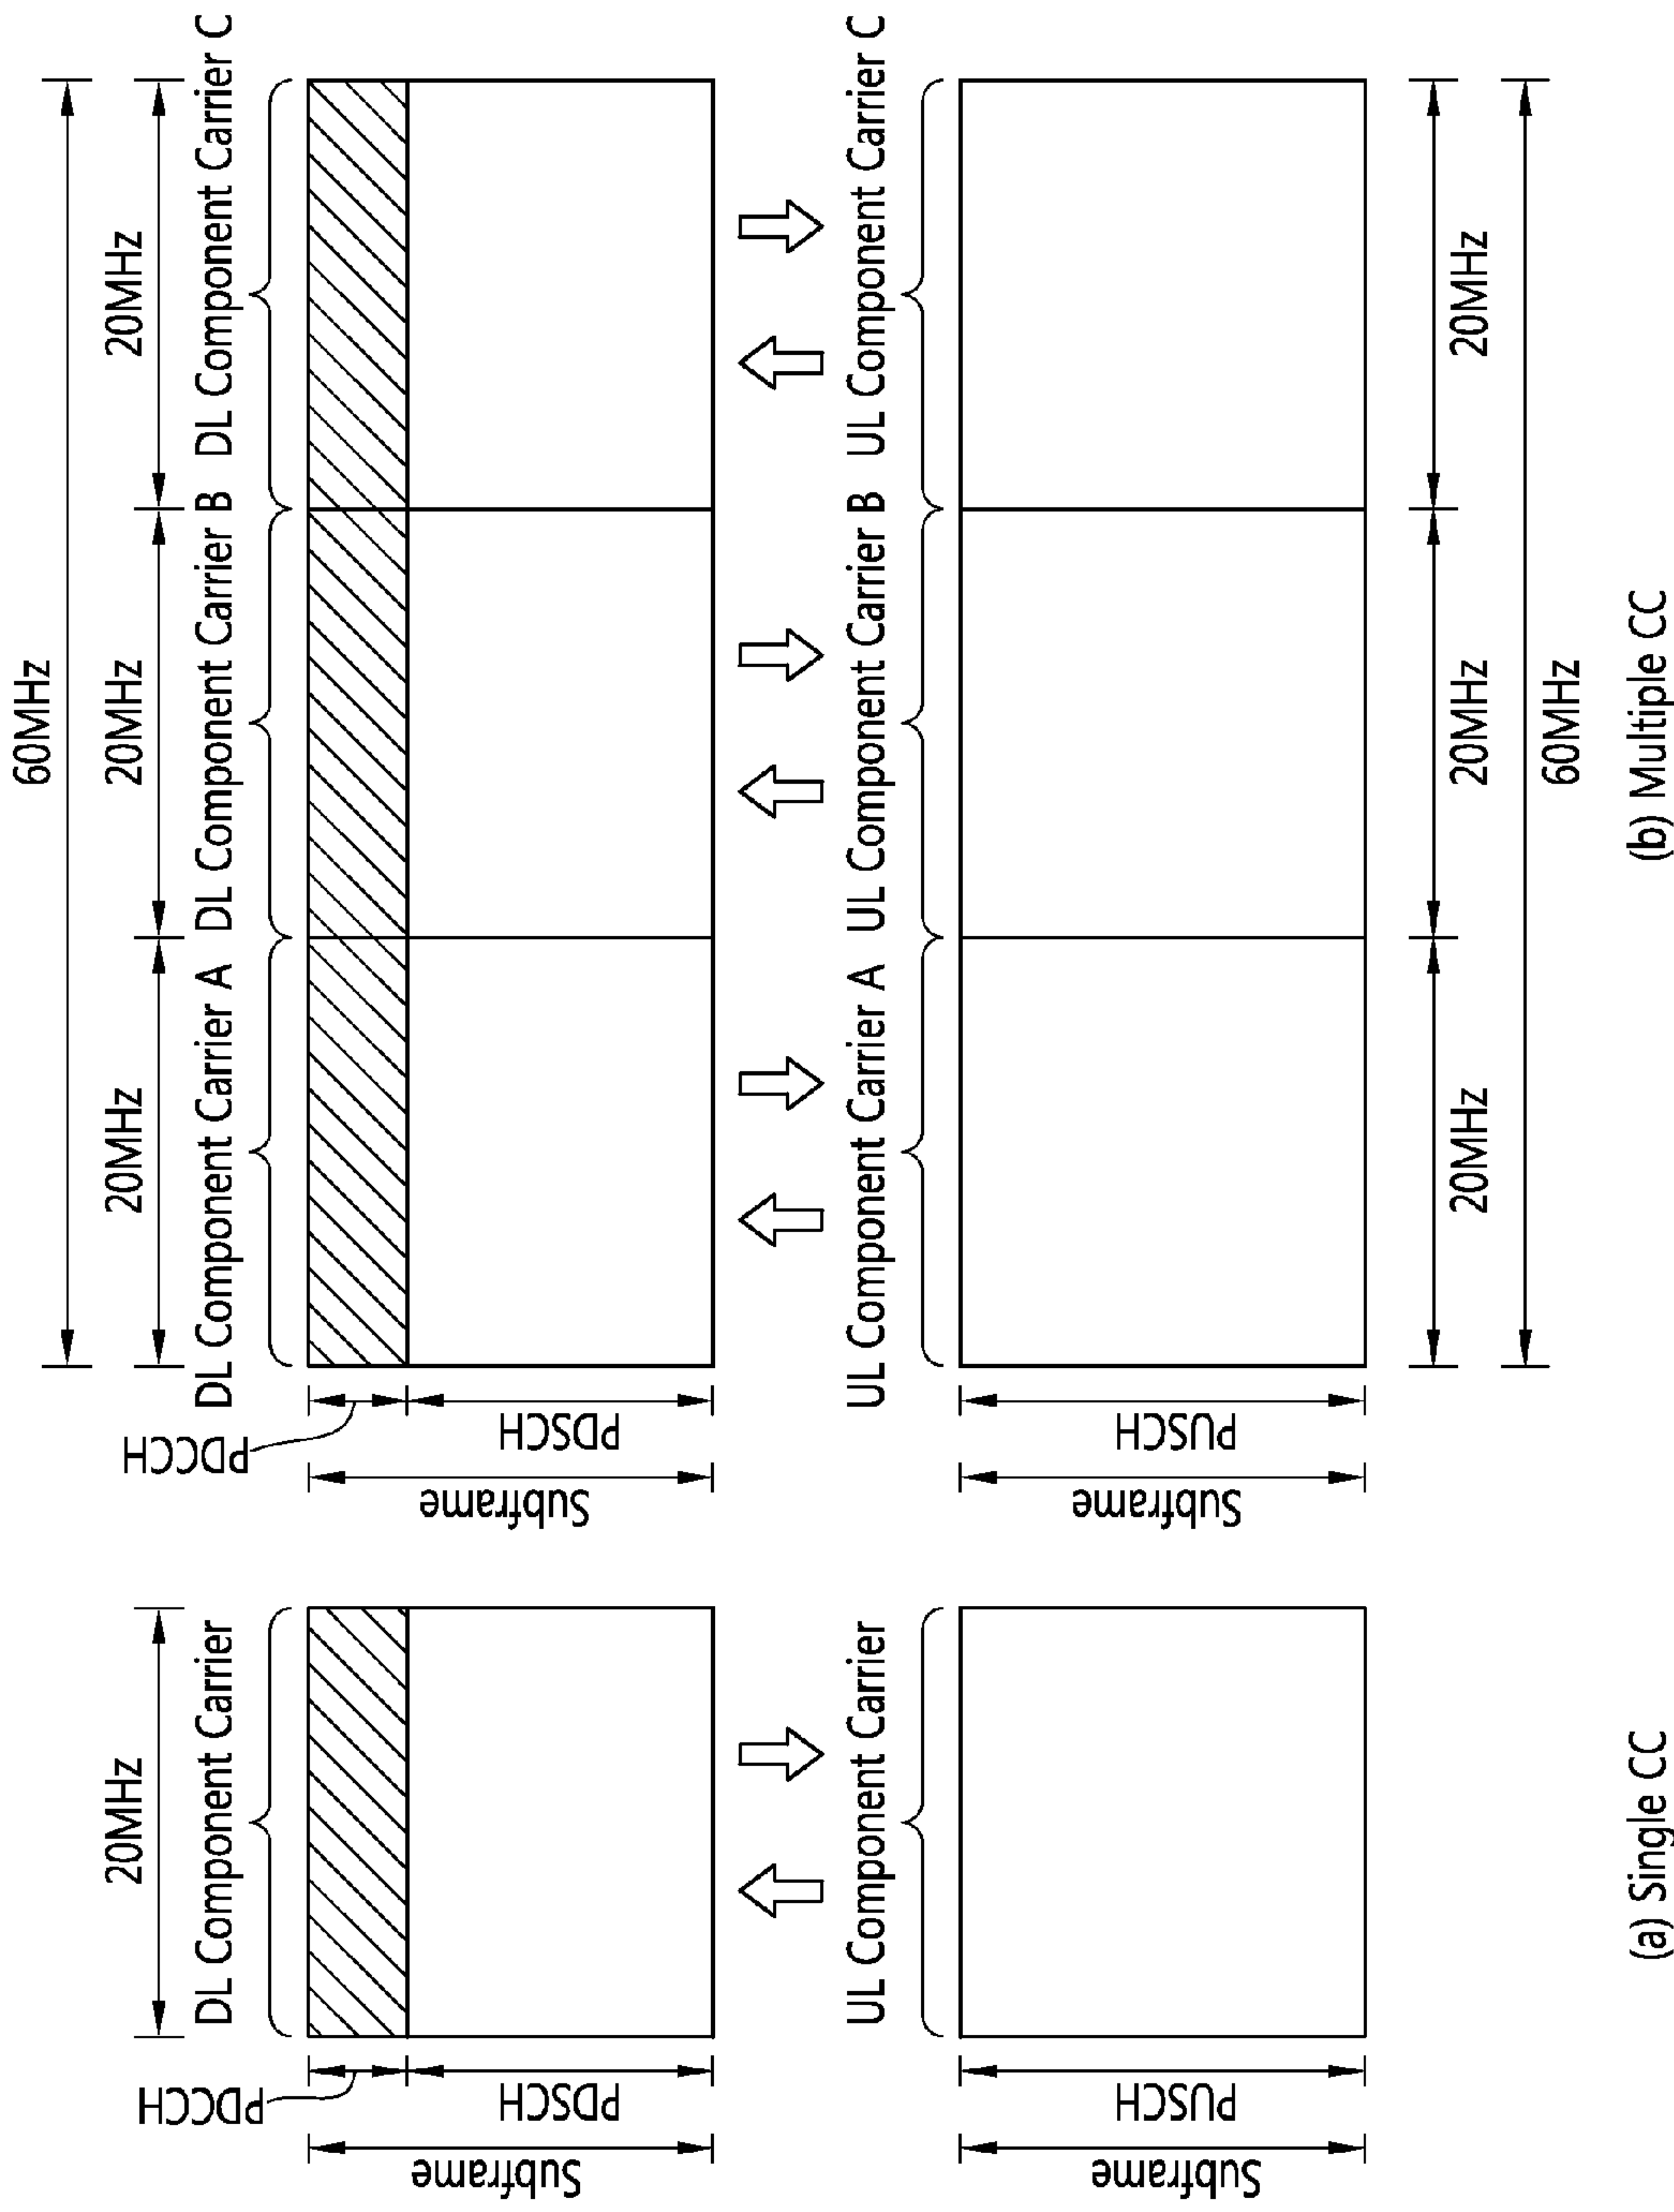 20MHz
DL Component Carrier
PDCCH
PDSCH
Subframe
UL Component Carrier
PUSCH
Subframe
(a) Single CC
60MHz
20MHz
20MHz
20MHz
DL Component Carrier A
DL Component Carrier B
DL Component Carrier C
PDCCH
PDSCH
Subframe
UL Component Carrier A
UL Component Carrier B
UL Component Carrier C
PUSCH
Subframe
20MHz
20MHz
20MHz
60MHz
(b) Multiple CC